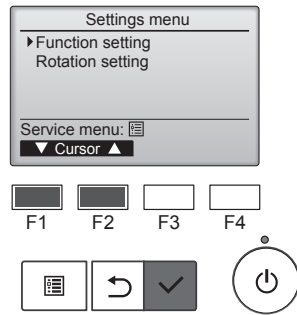 Settings menu
Function setting
Rotation setting
Service menu:
Cursor
F1 F2 F3 F4